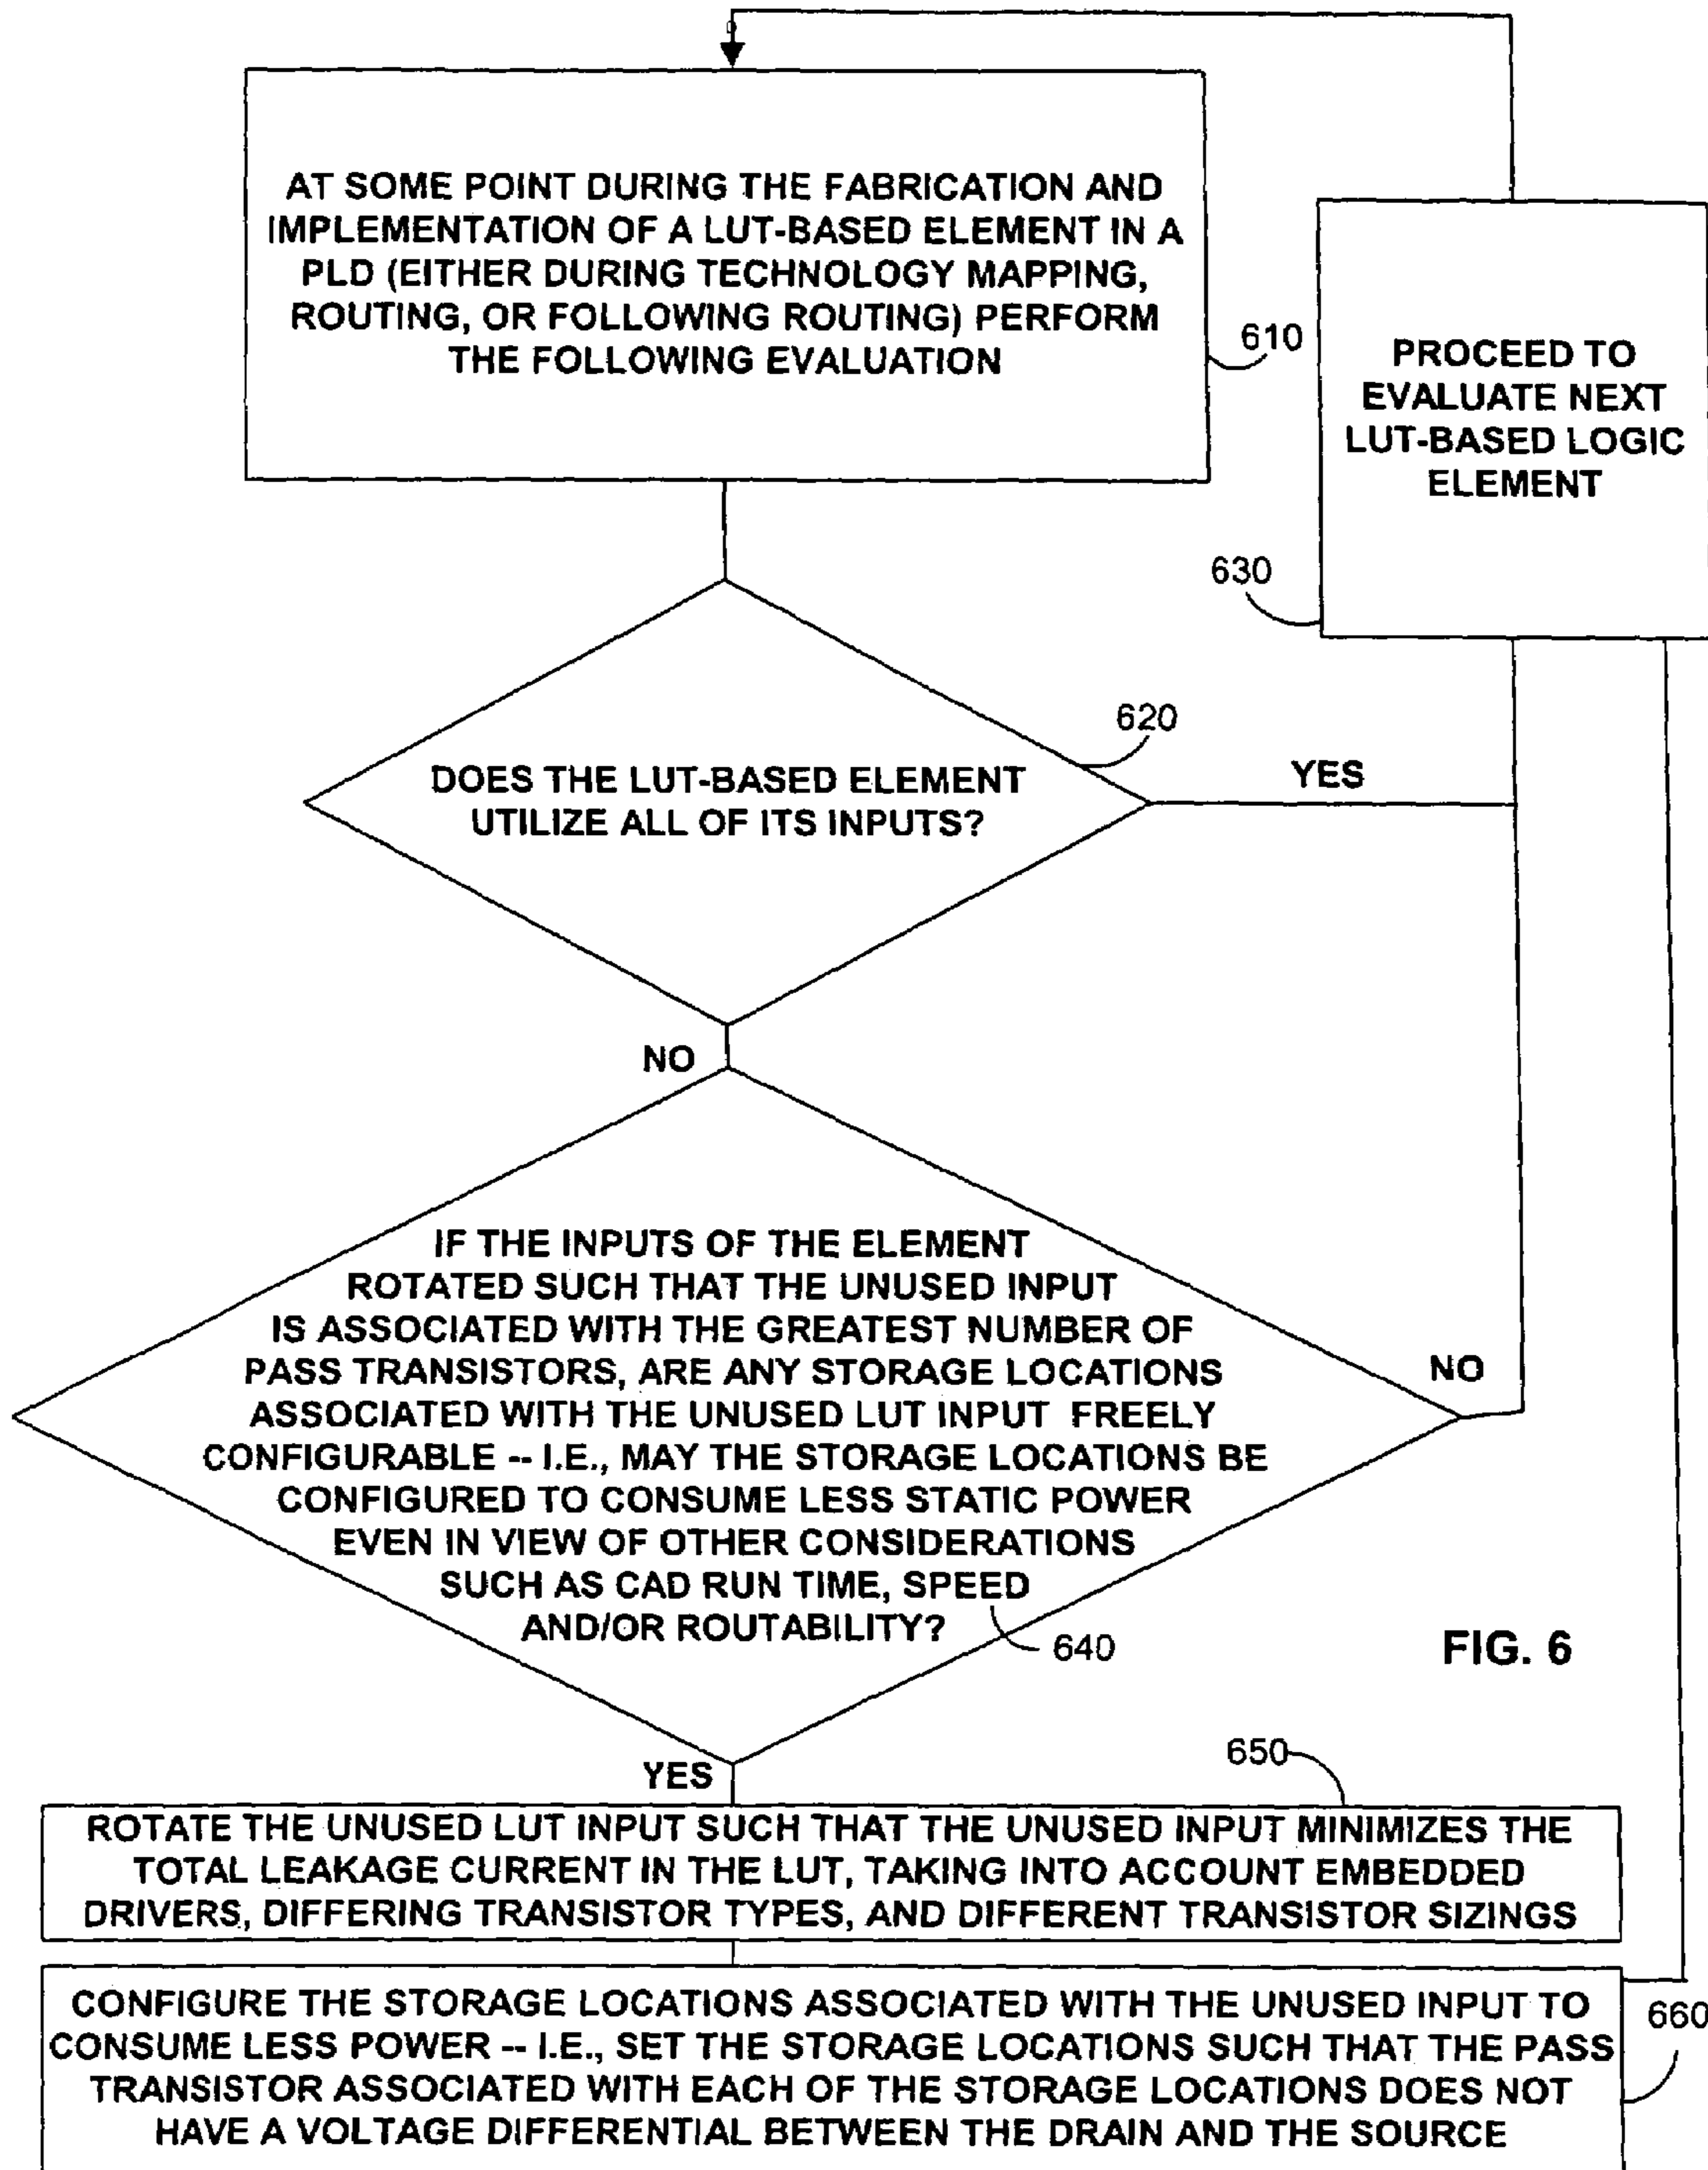 AT SOME POINT DURING THE FABRICATION AND
IMPLEMENTATION OF A LUT-BASED ELEMENT IN A
PLD (EITHER DURING TECHNOLOGY MAPPING,
ROUTING, OR FOLLOWING ROUTING) PERFORM
THE FOLLOWING EVALUATION
610
PROCEED TO
EVALUATE NEXT
LUT-BASED LOGIC
ELEMENT
630
620
DOES THE LUT-BASED ELEMENT
UTILIZE ALL OF ITS INPUTS?
YES
NO
IF THE INPUTS OF THE ELEMENT
ROTATED SUCH THAT THE UNUSED INPUT
IS ASSOCIATED WITH THE GREATEST NUMBER OF
PASS TRANSISTORS, ARE ANY STORAGE LOCATIONS
ASSOCIATED WITH THE UNUSED LUT INPUT FREELY
CONFIGURABLE -- I.E., MAY THE STORAGE LOCATIONS BE
CONFIGURED TO CONSUME LESS STATIC POWER
EVEN IN VIEW OF OTHER CONSIDERATIONS
SUCH AS CAD RUN TIME, SPEED
AND/OR ROUTABILITY?
NO
640
FIG. 6
YES
650
ROTATE THE UNUSED LUT INPUT SUCH THAT THE UNUSED INPUT MINIMIZES THE
TOTAL LEAKAGE CURRENT IN THE LUT, TAKING INTO ACCOUNT EMBEDDED
DRIVERS, DIFFERING TRANSISTOR TYPES, AND DIFFERENT TRANSISTOR SIZINGS
CONFIGURE THE STORAGE LOCATIONS ASSOCIATED WITH THE UNUSED INPUT TO
CONSUME LESS POWER -- I.E., SET THE STORAGE LOCATIONS SUCH THAT THE PASS
TRANSISTOR ASSOCIATED WITH EACH OF THE STORAGE LOCATIONS DOES NOT
HAVE A VOLTAGE DIFFERENTIAL BETWEEN THE DRAIN AND THE SOURCE
660